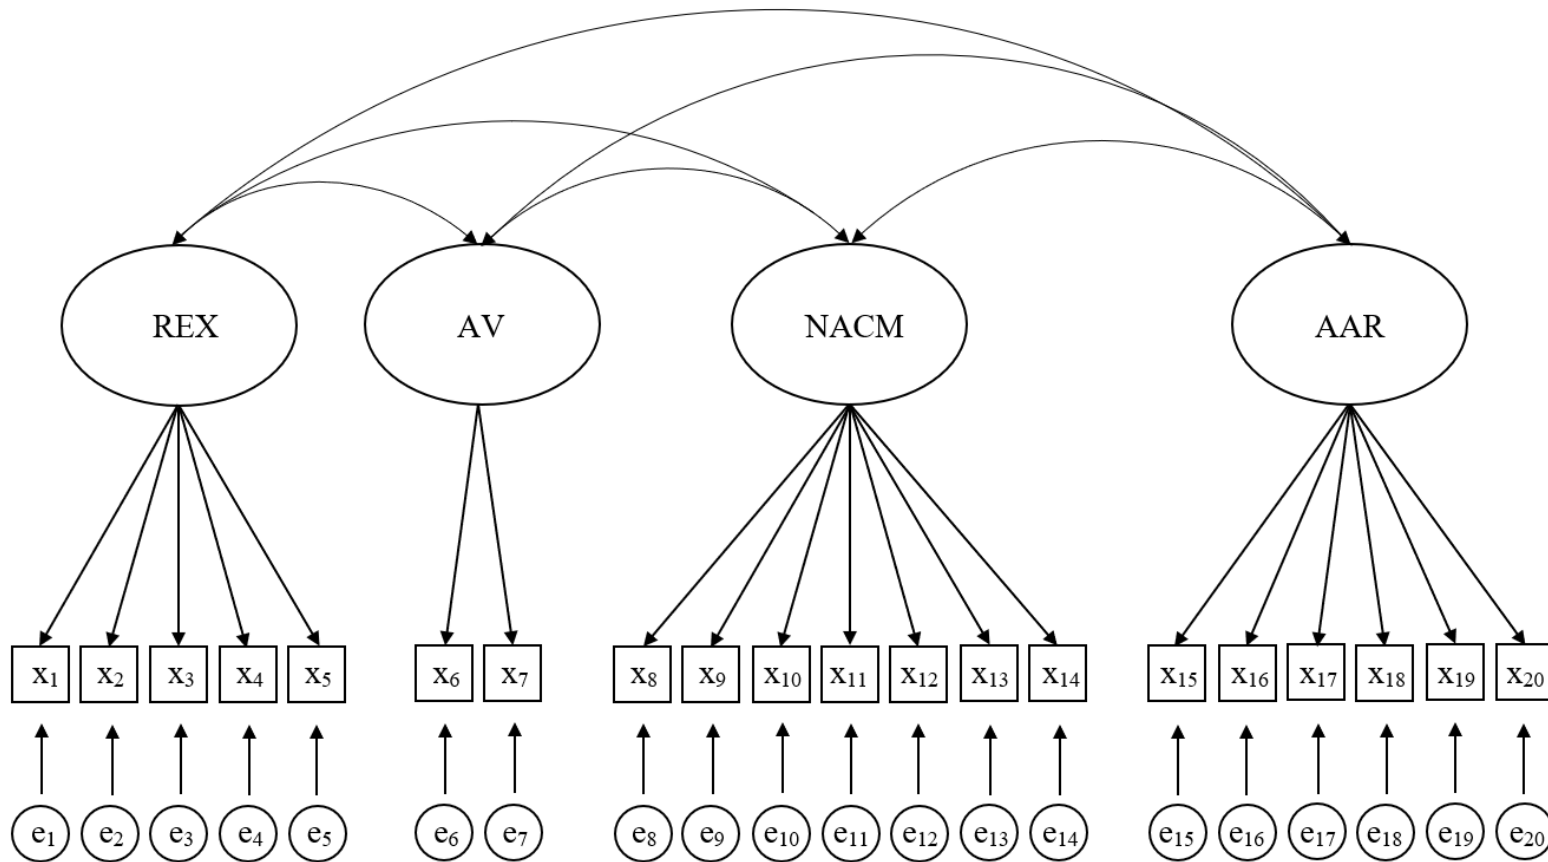 REX AV NACM AAR
x₁ x₂ x₃ x₄ x₅ x₆ x₇ x₈ x₉ x₁₀ x₁₁ x₁₂ x₁₃ x₁₄ x₁₅ x₁₆ x₁₇ x₁₈ x₁₉ x₂₀
e₁ e₂ e₃ e₄ e₅ e₆ e₇ e₈ e₉ e₁₀ e₁₁ e₁₂ e₁₃ e₁₄ e₁₅ e₁₆ e₁₇ e₁₈ e₁₉ e₂₀